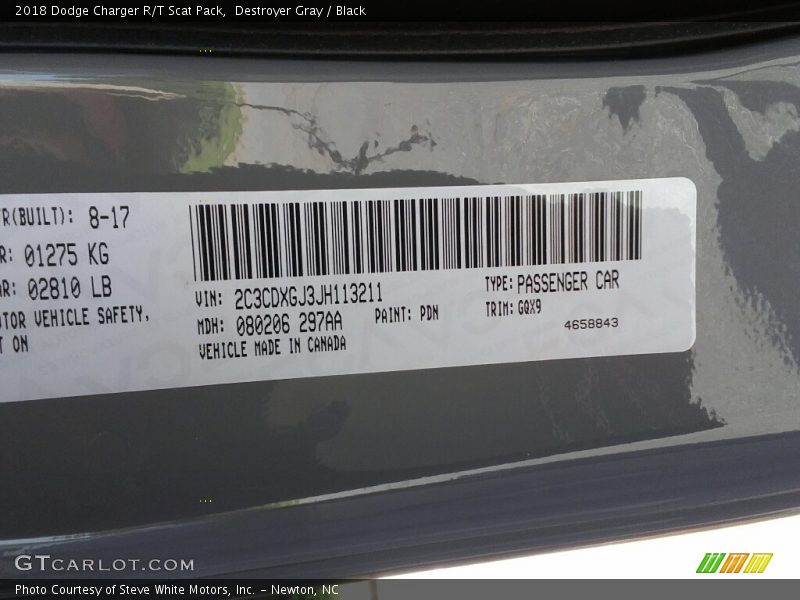 2018 Dodge Charger R/T Scat Pack,  Destroyer Gray / Black
R(BUILT): 8-17
R: 01275 KG
R: 02810 LB
TOR VEHICLE SAFETY,
T ON
VIN: 2C3CDXGJ3JH113211
TYPE: PASSENGER CAR
MDH: 080206 297AA
PAINT: PDN
TRIM: GQX9
VEHICLE MADE IN CANADA
4658843
GTCARLOT.COM
Photo Courtesy of Steve White Motors, Inc. – Newton, NC